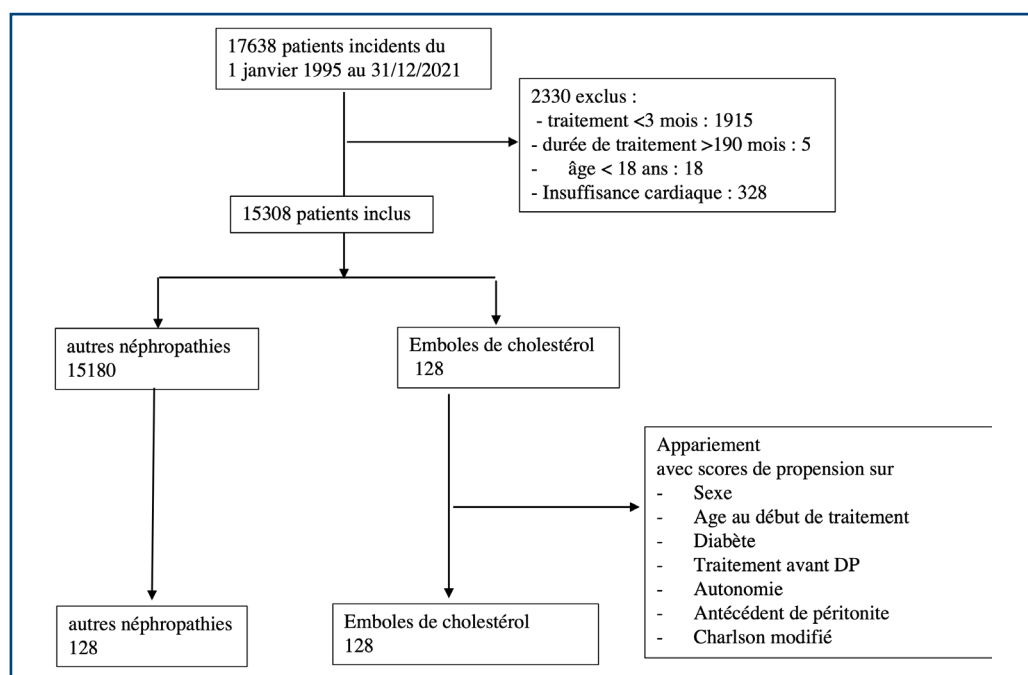 17638 patients incidents du
1 janvier 1995 au 31/12/2021
2330 exclus :
- traitement <3 mois : 1915
- durée de traitement >190 mois : 5
- âge < 18 ans : 18
- Insuffisance cardiaque : 328
15308 patients inclus
autres néphropathies
15180
Emboles de cholestérol
128
Appariement
avec scores de propension sur
- Sexe
- Age au début de traitement
- Diabète
- Traitement avant DP
- Autonomie
- Antécédent de péritonite
- Charlson modifié
autres néphropathies
128
Emboles de cholestérol
128